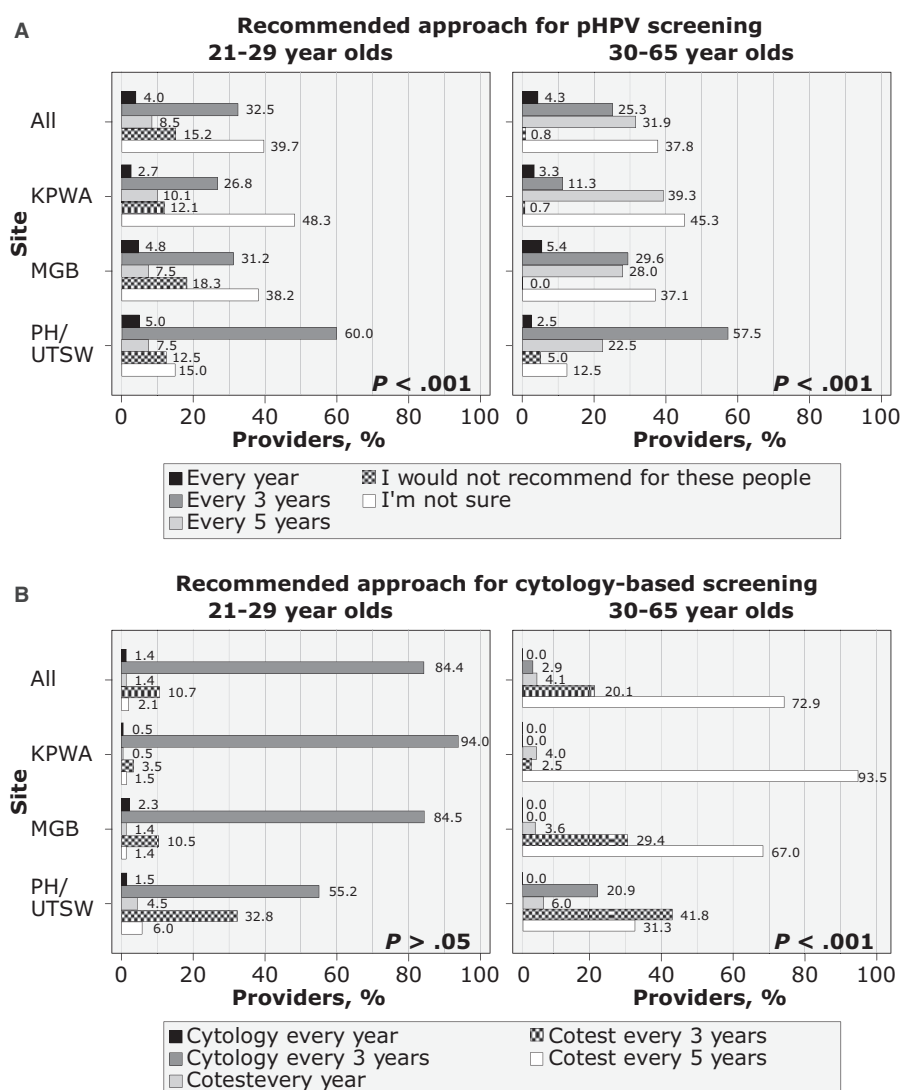 A
Recommended approach for pHPV screening
21-29 year olds
30-65 year olds
Site
All
4.0
32.5
8.5
15.2
39.7
4.3
25.3
31.9
0.8
37.8
KPWA
2.7
26.8
10.1
12.1
48.3
3.3
11.3
39.3
0.7
45.3
MGB
4.8
31.2
7.5
18.3
38.2
5.4
29.6
28.0
0.0
37.1
PH/
UTSW
5.0
60.0
7.5
12.5
15.0
P < .001
2.5
57.5
22.5
5.0
12.5
P < .001
0 20 40 60 80 100
0 20 40 60 80 100
Providers, %
Providers, %
Every year
Every 3 years
Every 5 years
I would not recommend for these people
I'm not sure
B
Recommended approach for cytology-based screening
21-29 year olds
30-65 year olds
Site
All
1.4
84.4
1.4
10.7
2.1
0.0
2.9
4.1
20.1
72.9
KPWA
0.5
94.0
0.5
3.5
1.5
0.0
0.0
4.0
2.5
93.5
MGB
2.3
84.5
1.4
10.5
1.4
0.0
0.0
3.6
29.4
67.0
PH/
UTSW
1.5
55.2
4.5
32.8
6.0
P > .05
0.0
20.9
6.0
41.8
31.3
P < .001
0 20 40 60 80 100
0 20 40 60 80 100
Providers, %
Providers, %
Cytology every year
Cytology every 3 years
Cotestevery year
Cotest every 3 years
Cotest every 5 years